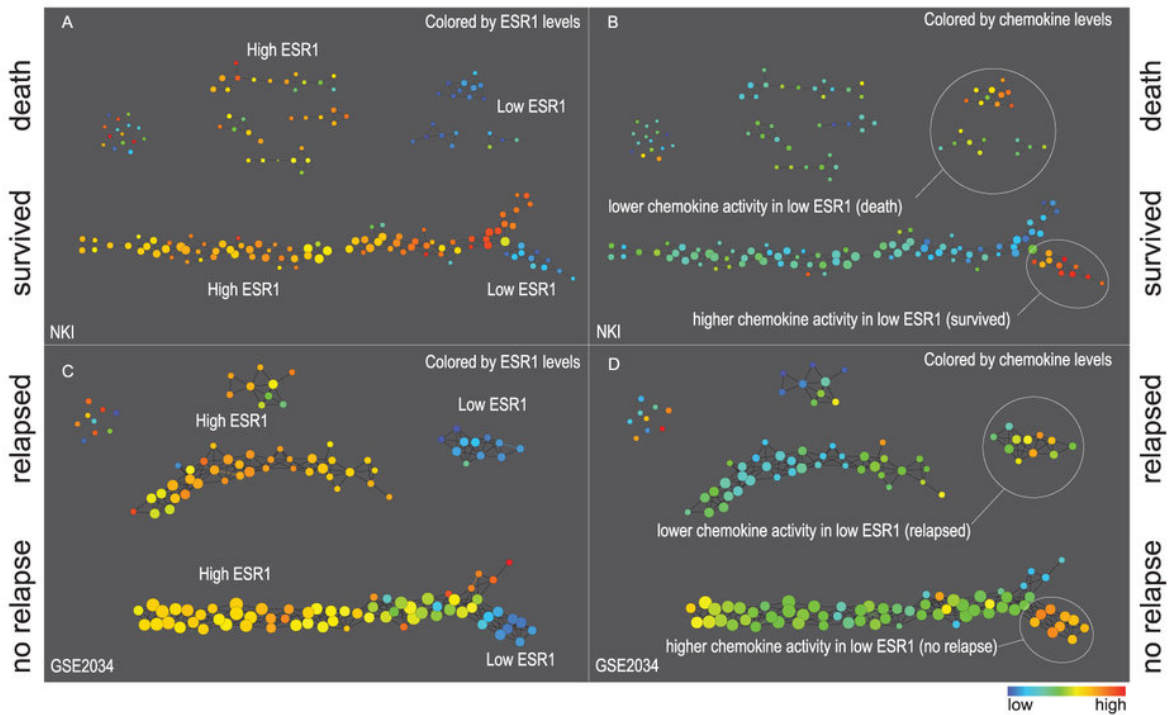 A
Colored by ESR1 levels
High ESR1
Low ESR1
death
survived
High ESR1
Low ESR1
NKI
B
Colored by chemokine levels
lower chemokine activity in low ESR1 (death)
higher chemokine activity in low ESR1 (survived)
NKI
death
survived
C
Colored by ESR1 levels
High ESR1
Low ESR1
relapsed
no relapse
High ESR1
Low ESR1
GSE2034
D
Colored by chemokine levels
lower chemokine activity in low ESR1 (relapsed)
higher chemokine activity in low ESR1 (no relapse)
relapsed
no relapse
low high